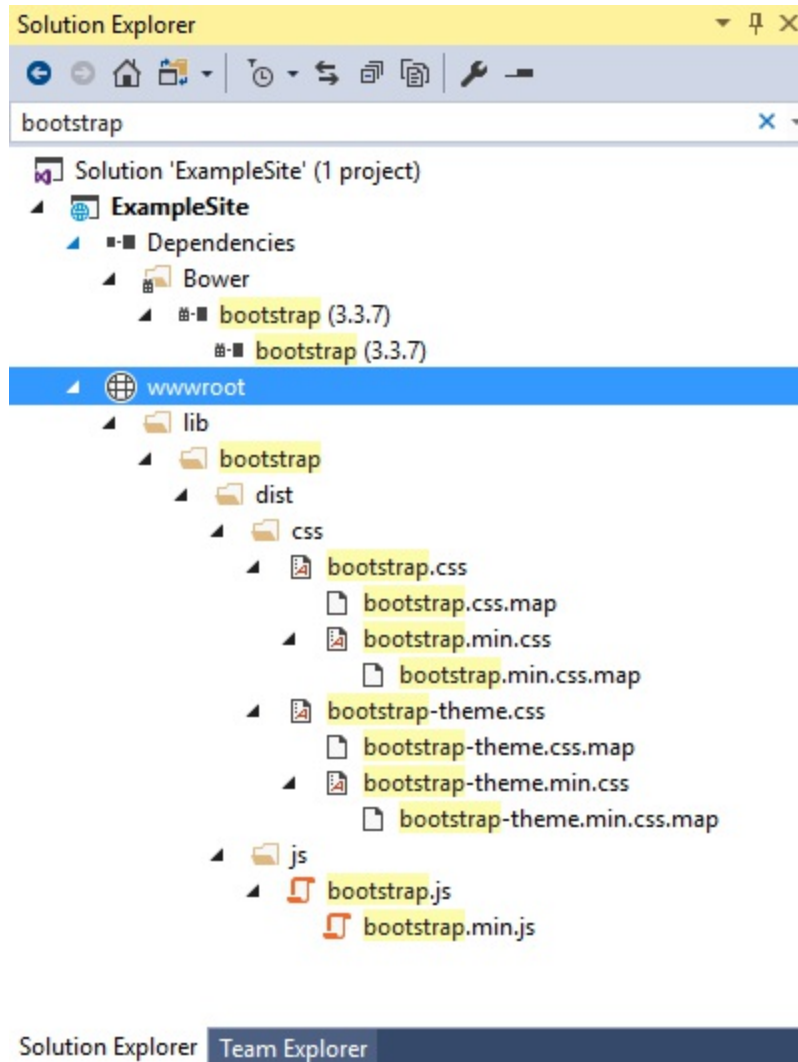 Solution Explorer
bootstrap
Solution 'ExampleSite' (1 project)
ExampleSite
Dependencies
Bower
bootstrap (3.3.7)
bootstrap (3.3.7)
wwwroot
lib
bootstrap
dist
css
bootstrap.css
bootstrap.css.map
bootstrap.min.css
bootstrap.min.css.map
bootstrap-theme.css
bootstrap-theme.css.map
bootstrap-theme.min.css
bootstrap-theme.min.css.map
js
bootstrap.js
bootstrap.min.js
Solution Explorer Team Explorer